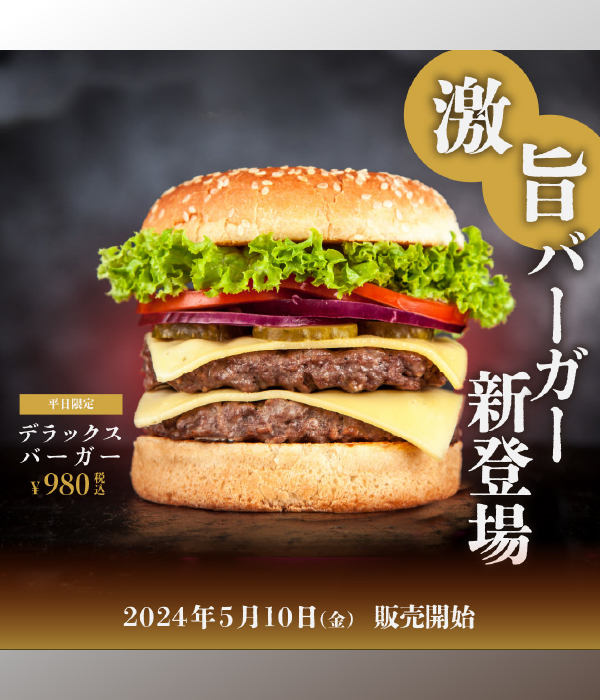 激旨バーガー
新登場
平日限定
デラックス
バーガー
¥980税込
2024年5月10日(金) 販売開始